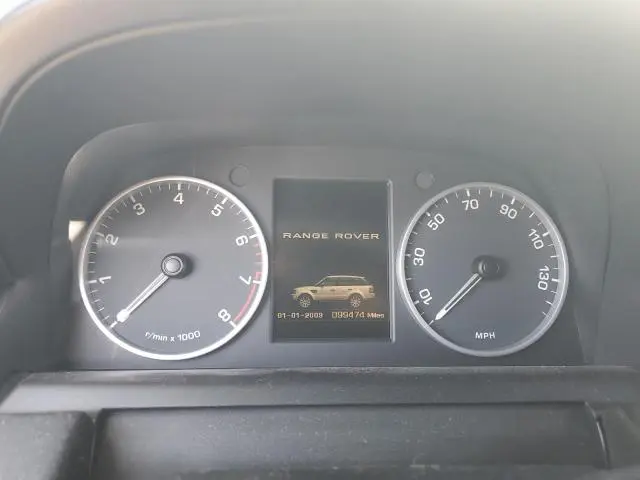 1 2 3 4 5 6 7 8
r/min x 1000
RANGE ROVER
01-01-2009 099474 Miles
10 30 50 70 90 110 130
MPH